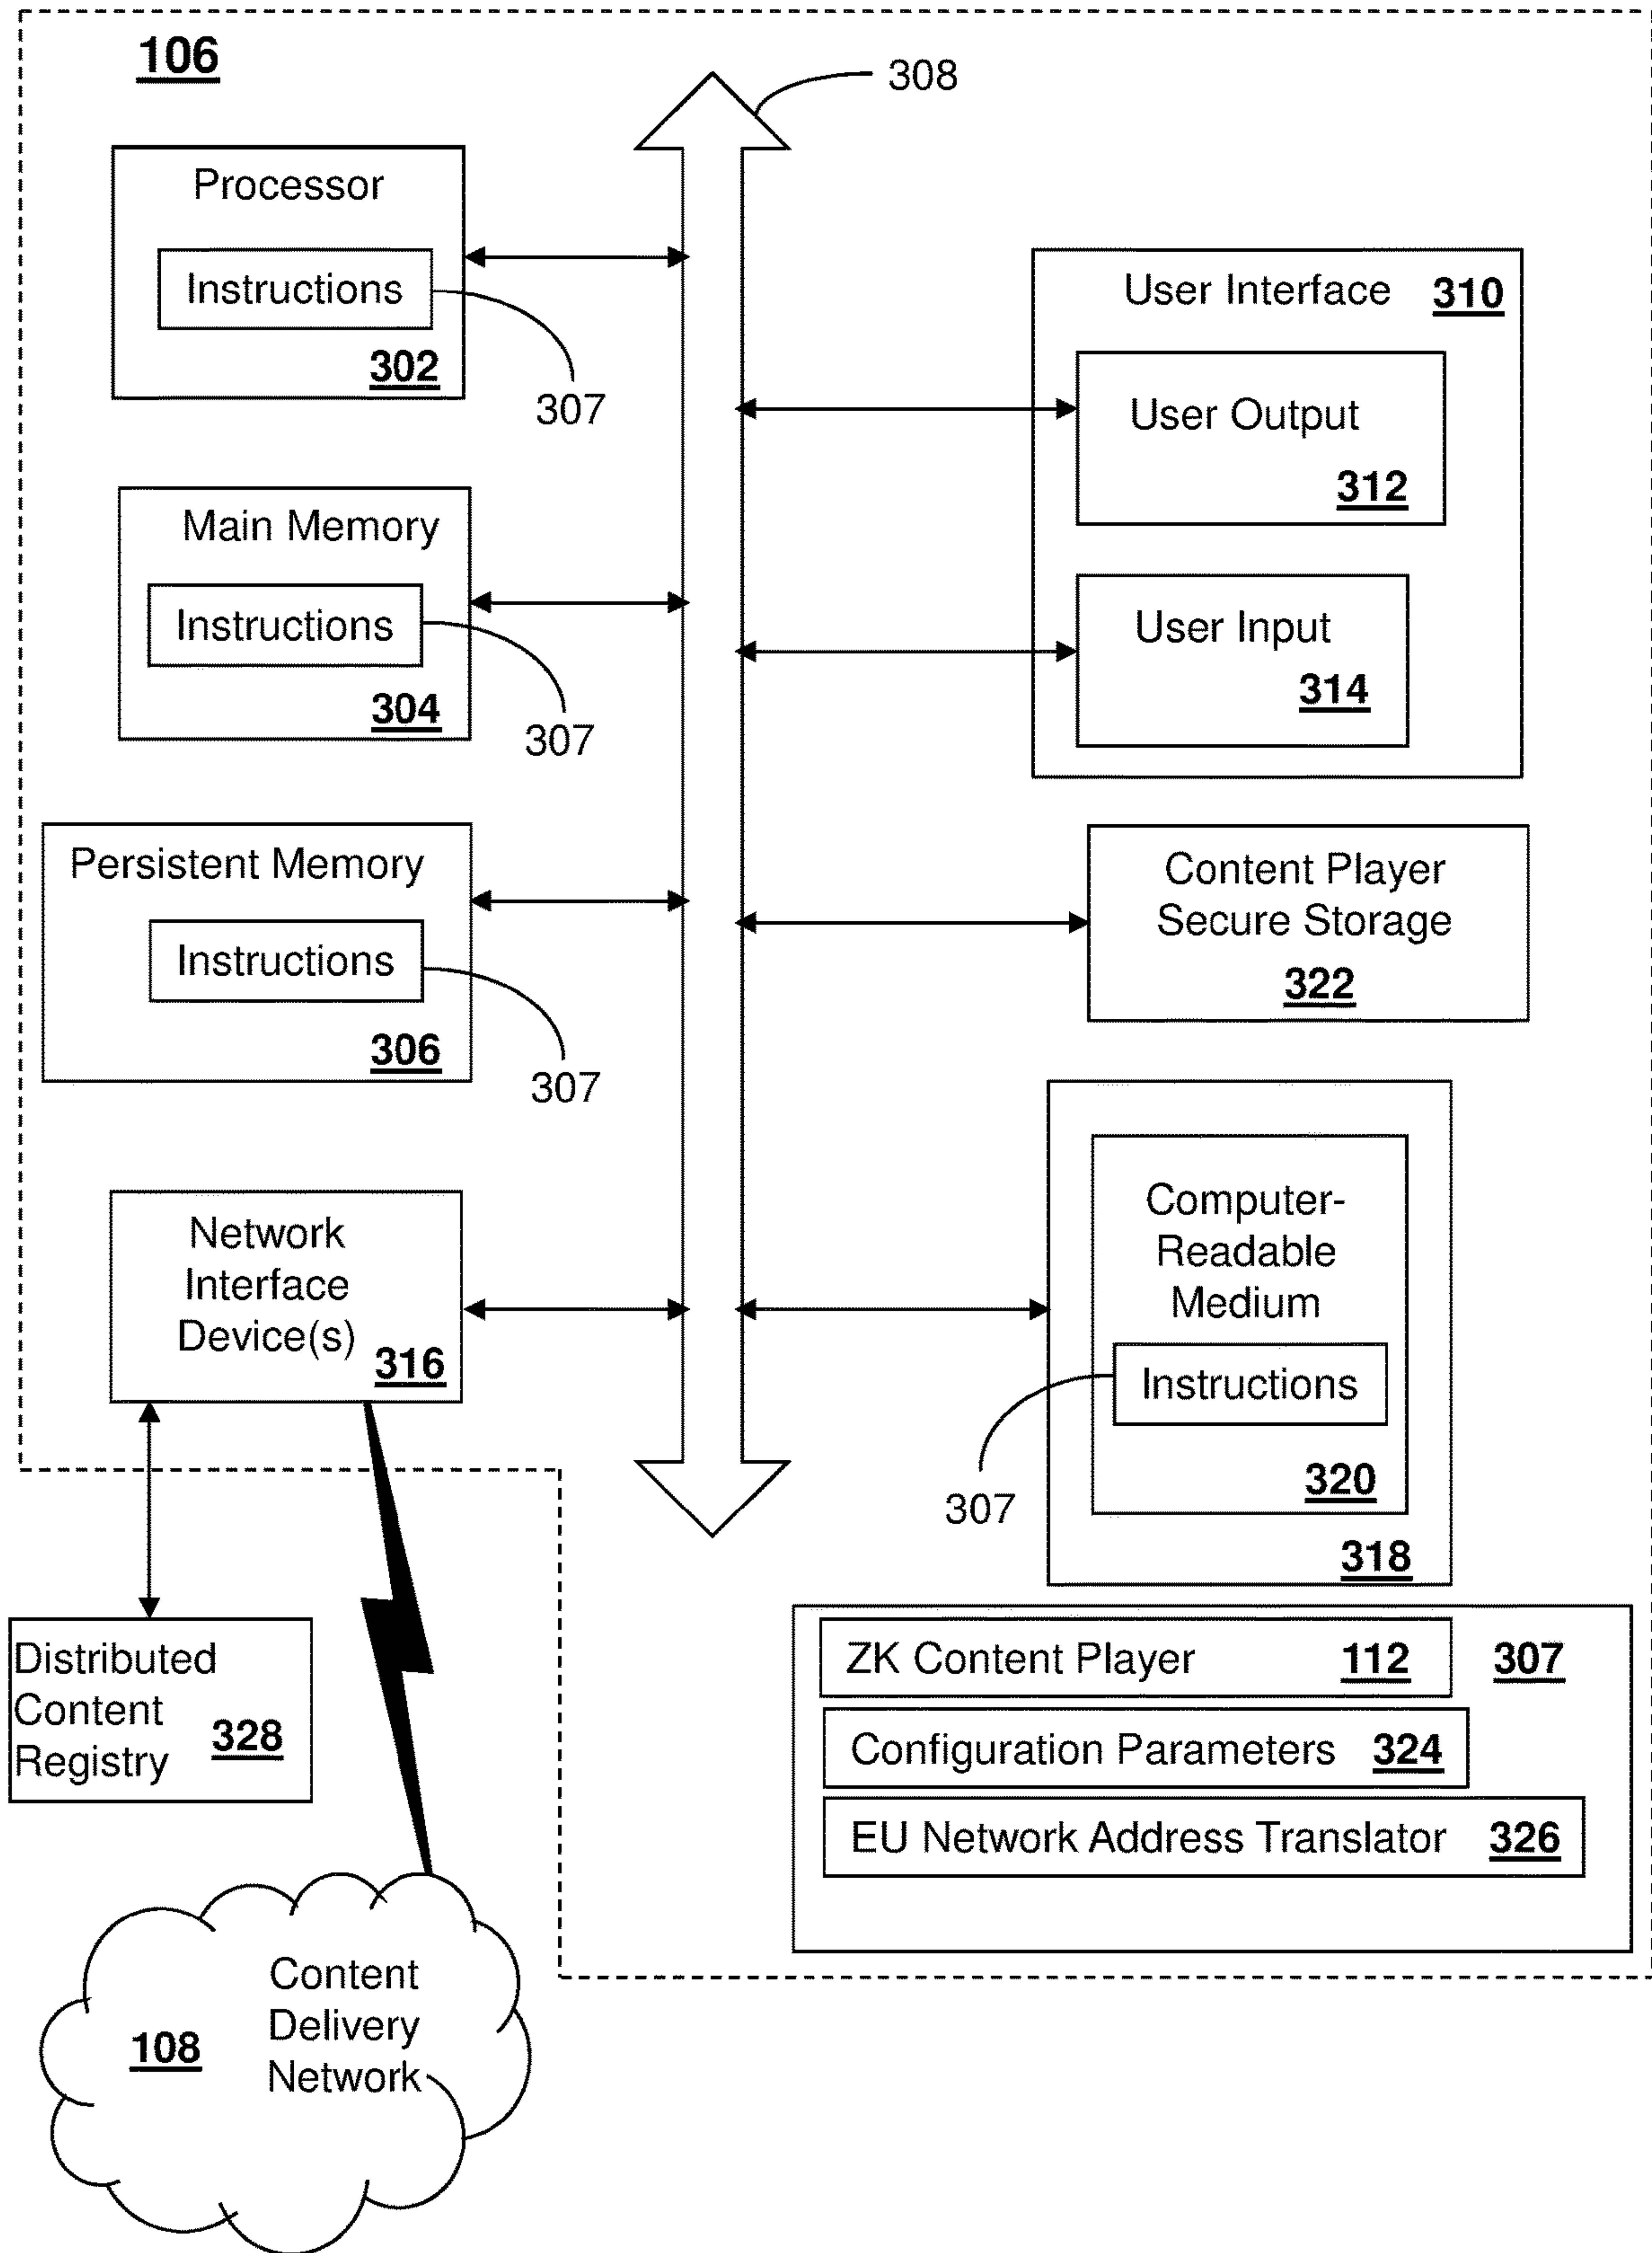 106
308
Processor
Instructions
302
307
User Interface 310
User Output
312
Main Memory
Instructions
304
307
User Input
314
Persistent Memory
Instructions
306
307
Content Player
Secure Storage
322
Network
Interface
Device(s)
316
Computer-
Readable
Medium
Instructions
320
307
318
Distributed
Content
Registry
328
ZK Content Player 112
307
Configuration Parameters 324
EU Network Address Translator 326
Content
Delivery
Network
108